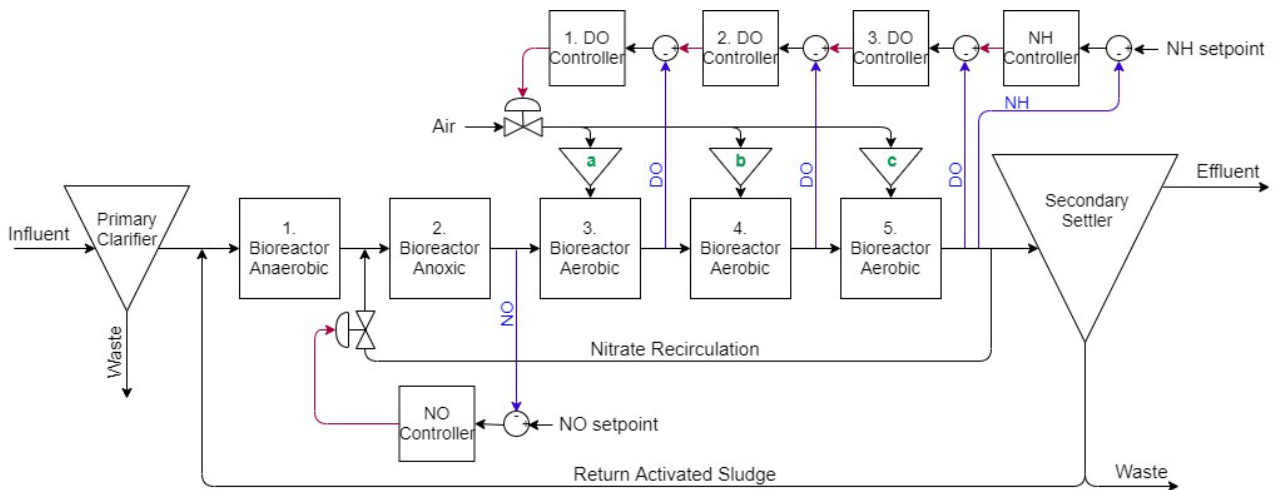 1. DO
Controller
2. DO
Controller
3. DO
Controller
NH
Controller
NH setpoint
NH
Air
a
b
c
DO
DO
DO
Influent
Primary
Clarifier
1.
Bioreactor
Anaerobic
2.
Bioreactor
Anoxic
3.
Bioreactor
Aerobic
4.
Bioreactor
Aerobic
5.
Bioreactor
Aerobic
Secondary
Settler
Effluent
NO
Waste
Nitrate Recirculation
NO
Controller
NO setpoint
Return Activated Sludge
Waste
- +
- +
- +
- +
- +